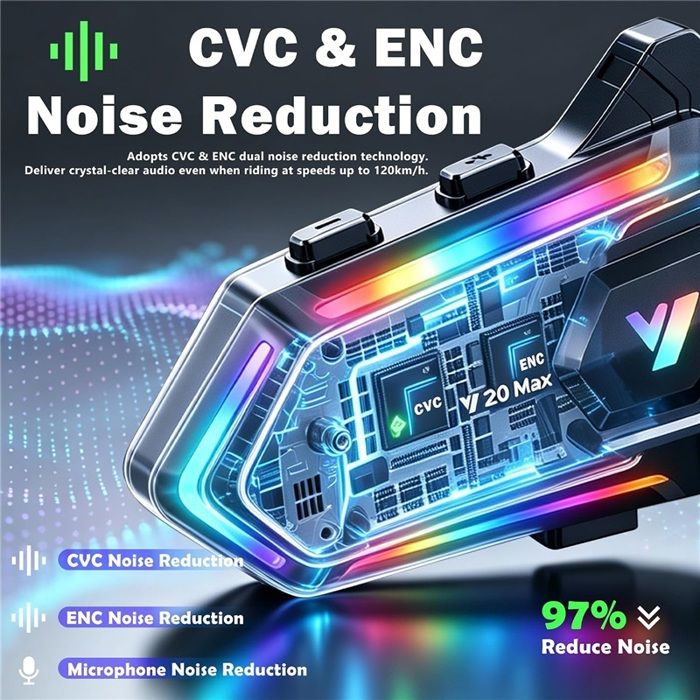 CVC & ENC
Noise Reduction
Adopts CVC & ENC dual noise reduction technology.
Deliver crystal-clear audio even when riding at speeds up to 120km/h.
ENC
CVC
20 Max
CVC Noise Reduction
ENC Noise Reduction
Microphone Noise Reduction
97%
Reduce Noise